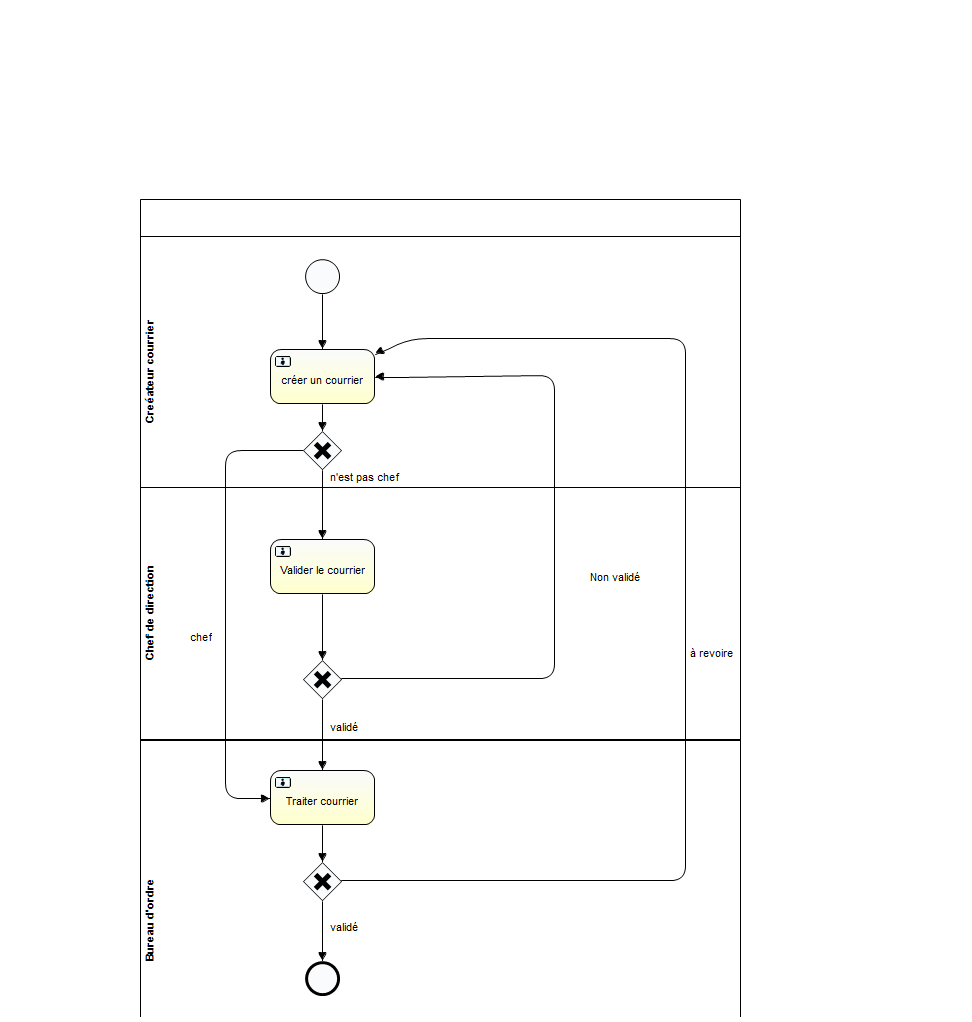 Creéateur courrier
créer un courrier
n'est pas chef
Chef de direction
Valider le courrier
Non validé
chef
à revoire
validé
Bureau d'ordre
Traiter courrier
validé